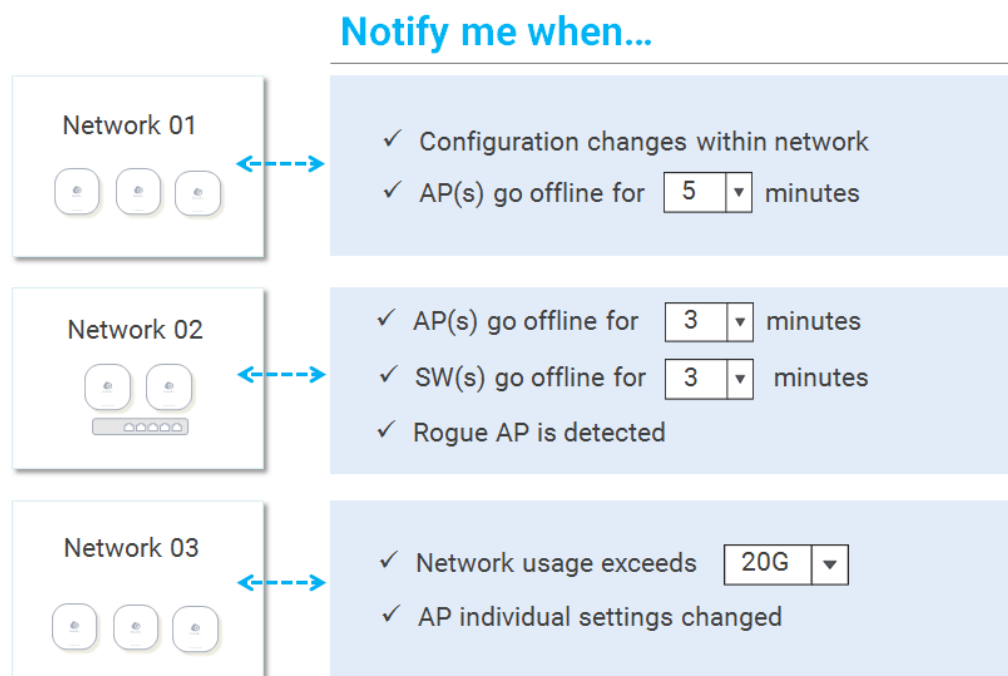 Notify me when...
Network 01
✓ Configuration changes within network
✓ AP(s) go offline for 5 minutes
Network 02
✓ AP(s) go offline for 3 minutes
✓ SW(s) go offline for 3 minutes
✓ Rogue AP is detected
Network 03
✓ Network usage exceeds 20G
✓ AP individual settings changed